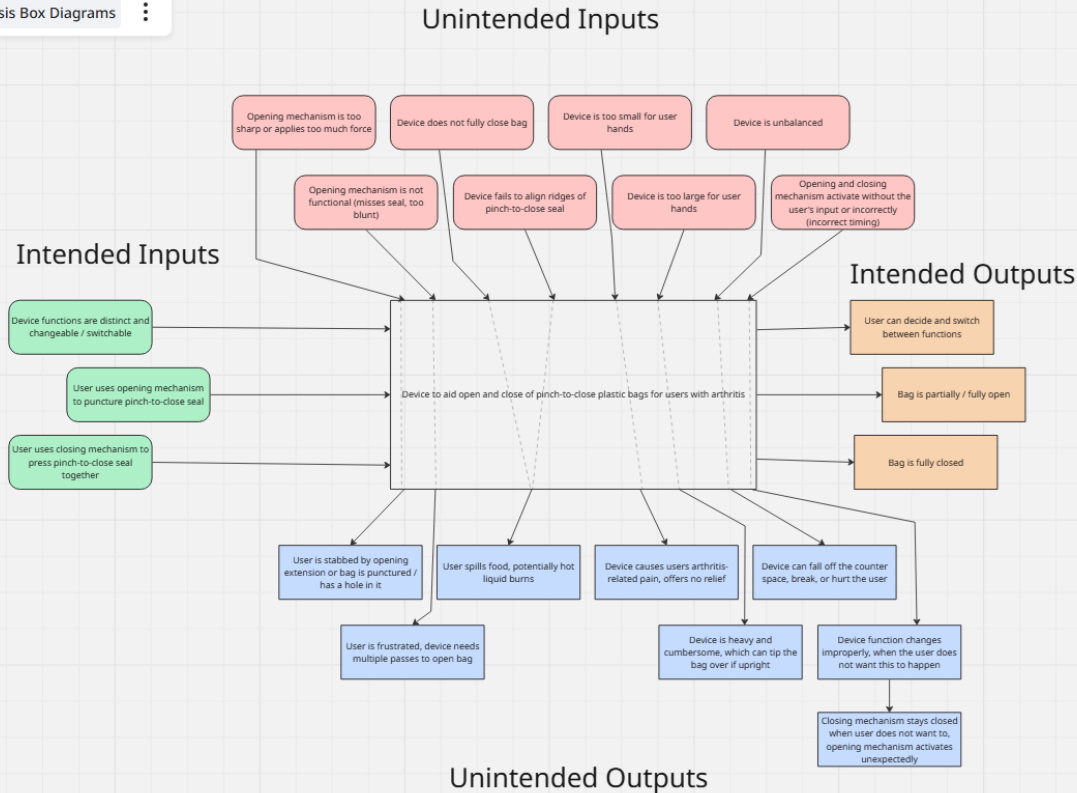 sis Box Diagrams
Unintended Inputs
Opening mechanism is too
sharp or applies too much force
Device does not fully close bag
Device is too small for user
hands
Device is unbalanced
Opening mechanism is not
functional (misses seal, too
blunt)
Device fails to align ridges of
pinch-to-close seal
Device is too large for user
hands
Opening and closing
mechanism activate without the
user's input or incorrectly
(incorrect timing)
Intended Inputs
Intended Outputs
Device functions are distinct and
changeable / switchable
User uses opening mechanism
to puncture pinch-to-close seal
User uses closing mechanism to
press pinch-to-close seal
together
Device to aid open and close of pinch-to-close plastic bags for users with arthritis
User can decide and switch
between functions
Bag is partially / fully open
Bag is fully closed
User is stabbed by opening
extension or bag is punctured /
has a hole in it
User spills food, potentially hot
liquid burns
Device causes users arthritis-
related pain, offers no relief
Device can fall off the counter
space, break, or hurt the user
User is frustrated, device needs
multiple passes to open bag
Device is heavy and
cumbersome, which can tip the
bag over if upright
Device function changes
improperly, when the user does
not want this to happen
Closing mechanism stays closed
when user does not want to,
opening mechanism activates
unexpectedly
Unintended Outputs